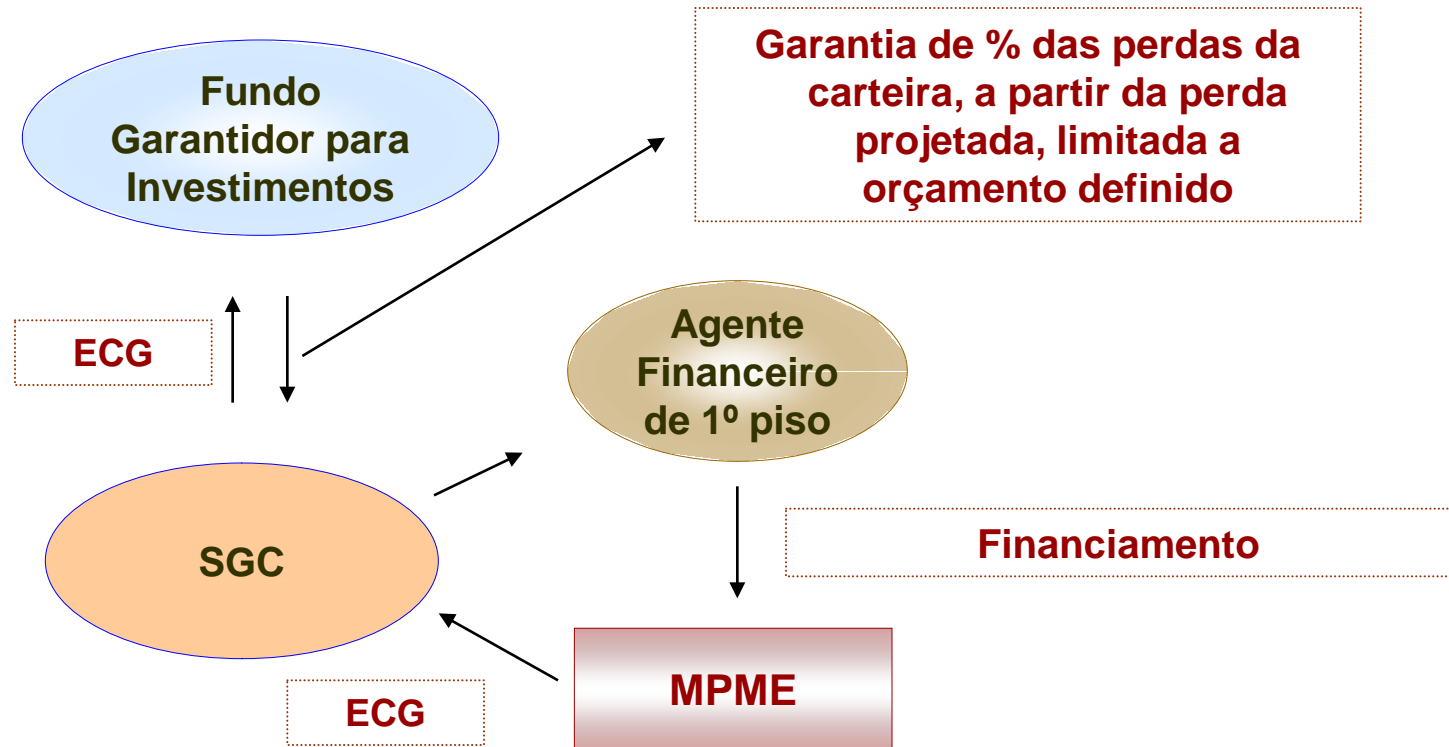 Fundo
Garantidor para
Investimentos
Garantia de % das perdas da
carteira, a partir da perda
projetada, limitada a
orçamento definido
ECG
Agente
Financeiro
de 1º piso
SGC
Financiamento
MPME
ECG